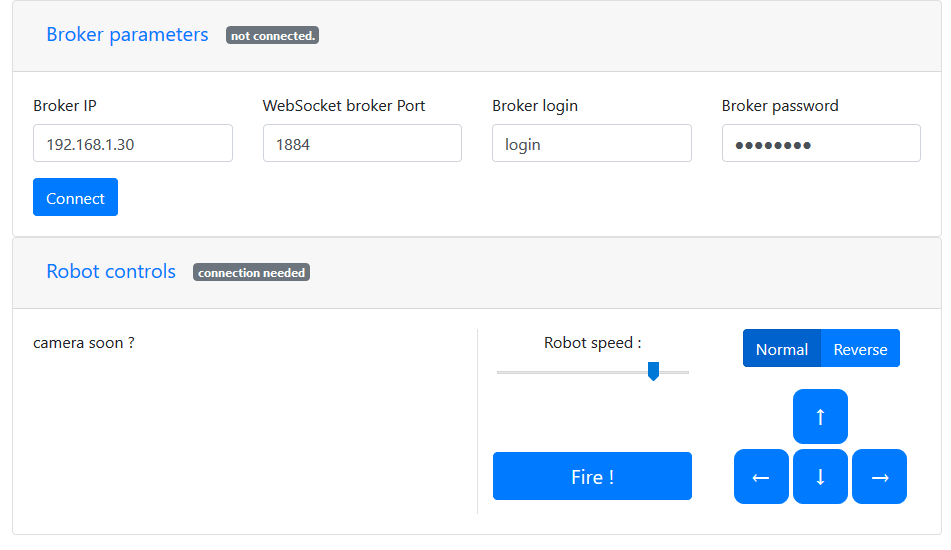 Broker parameters not connected.
Broker IP WebSocket broker Port Broker login Broker password
192.168.1.30 1884 login ●●●●●●●●
Connect
Robot controls connection needed
camera soon ? Robot speed : Normal Reverse
↑
Fire ! ← ↓ →